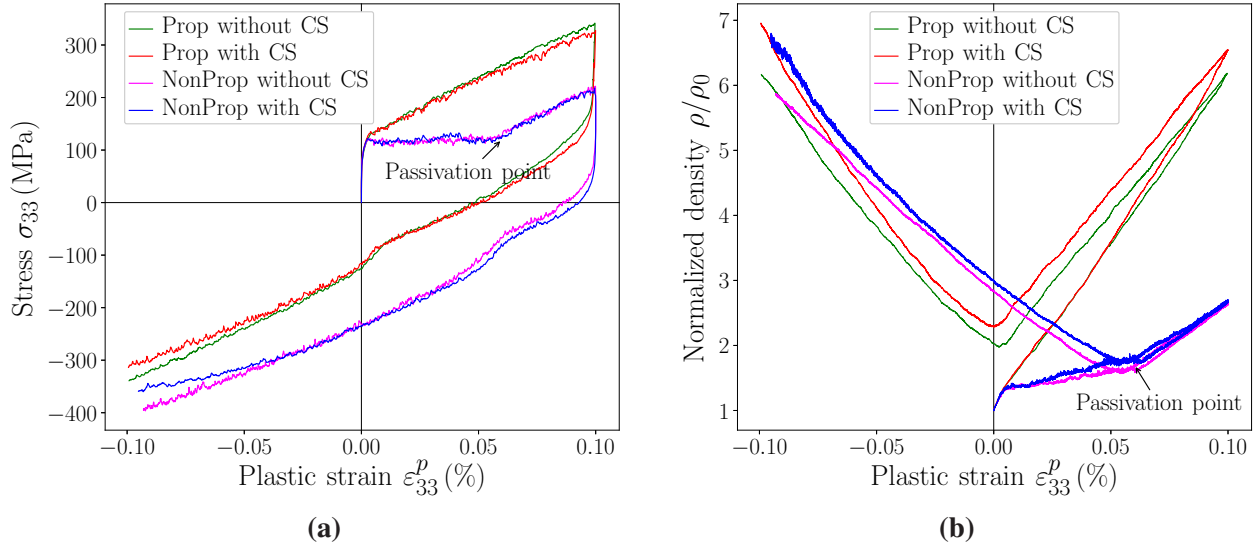 Prop without CS
Prop with CS
NonProp without CS
NonProp with CS
Passivation point
300
200
100
0
−100
−200
−300
−400
Stress σ33 (MPa)
−0.10 −0.05 0.00 0.05 0.10
Plastic strain ε^p_33 (%)
(a)
Prop without CS
Prop with CS
NonProp without CS
NonProp with CS
Passivation point
7
6
5
4
3
2
1
Normalized density ρ/ρ0
−0.10 −0.05 0.00 0.05 0.10
Plastic strain ε^p_33 (%)
(b)